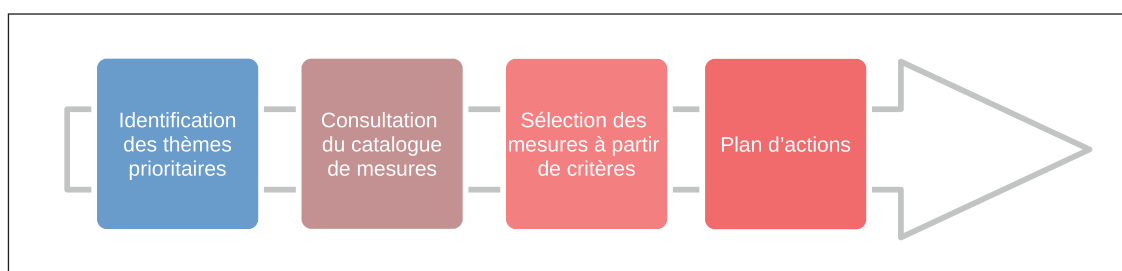 Identification
des thèmes
prioritaires
Consultation
du catalogue
de mesures
Sélection des
mesures à partir
de critères
Plan d’actions